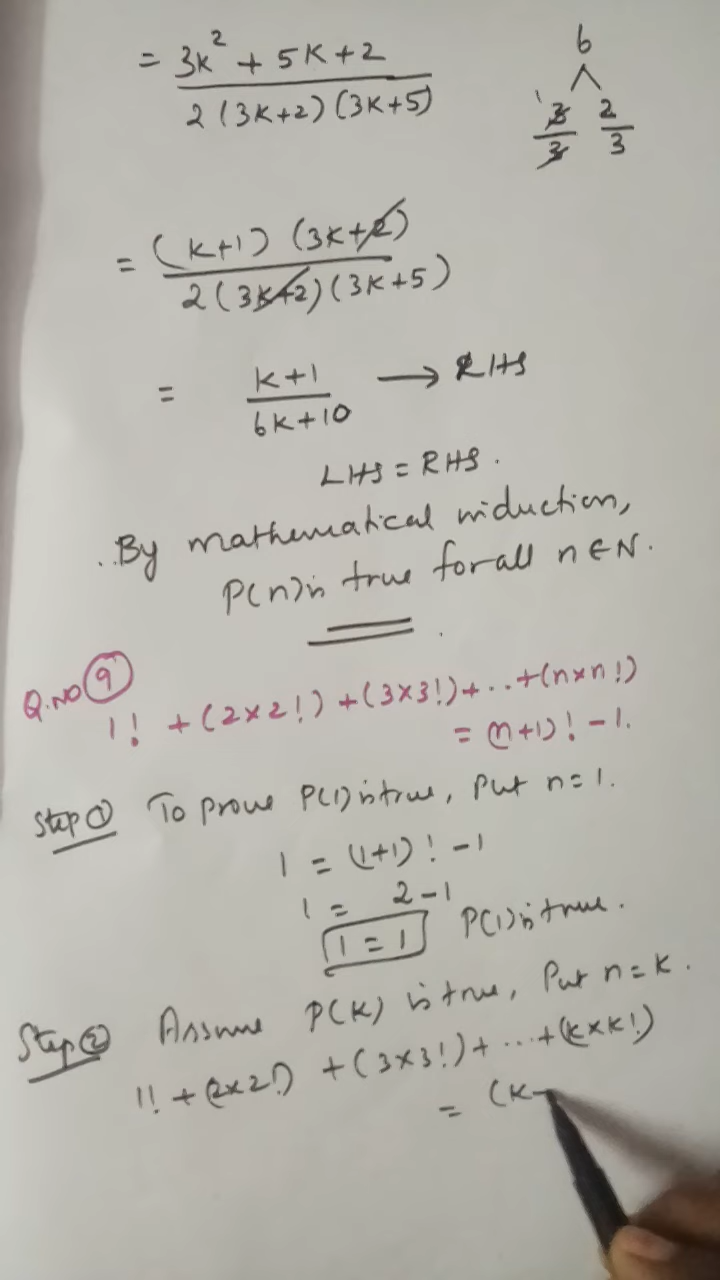 = 3k² + 5k + 2 / 2(3k+2)(3k+5)
6
3/3 2/3
= (k+1)(3k+2) / 2(3k+2)(3k+5)
= k+1 / 6k+10 → RHS
LHS = RHS.
∴ By mathematical induction,
P(n) is true for all n ∈ N.
Q.NO 9
1! + (2×2!) + (3×3!) + ... + (n×n!)
= (n+1)! - 1.
Step ① To prove P(1) is true, Put n=1.
1 = (1+1)! - 1
1 = 2-1
1 = 1 P(1) is true.
Step ② Assume P(k) is true, Put n=k.
1! + (2×2!) + (3×3!) + ... + (k×k!)
= (k